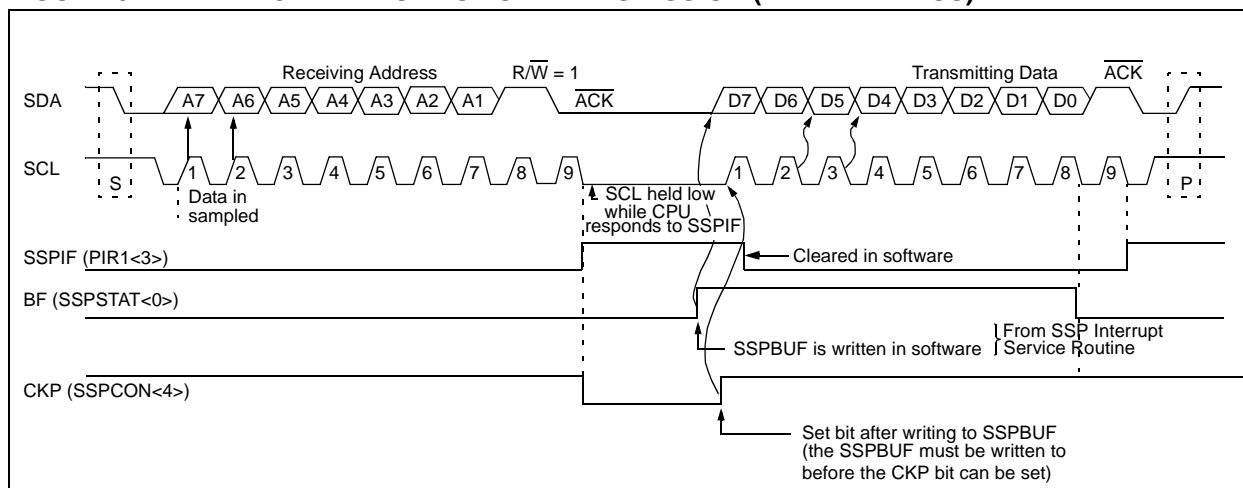 Receiving Address
R/W = 1
Transmitting Data
ACK
SDA
A7 A6 A5 A4 A3 A2 A1
ACK
D7 D6 D5 D4 D3 D2 D1 D0
SCL
S
1 2 3 4 5 6 7 8 9
1 2 3 4 5 6 7 8 9
P
Data in
sampled
SCL held low
while CPU
responds to SSPIF
SSPIF (PIR1<3>)
Cleared in software
BF (SSPSTAT<0>)
SSPBUF is written in software
From SSP Interrupt
Service Routine
CKP (SSPCON<4>)
Set bit after writing to SSPBUF
(the SSPBUF must be written to
before the CKP bit can be set)